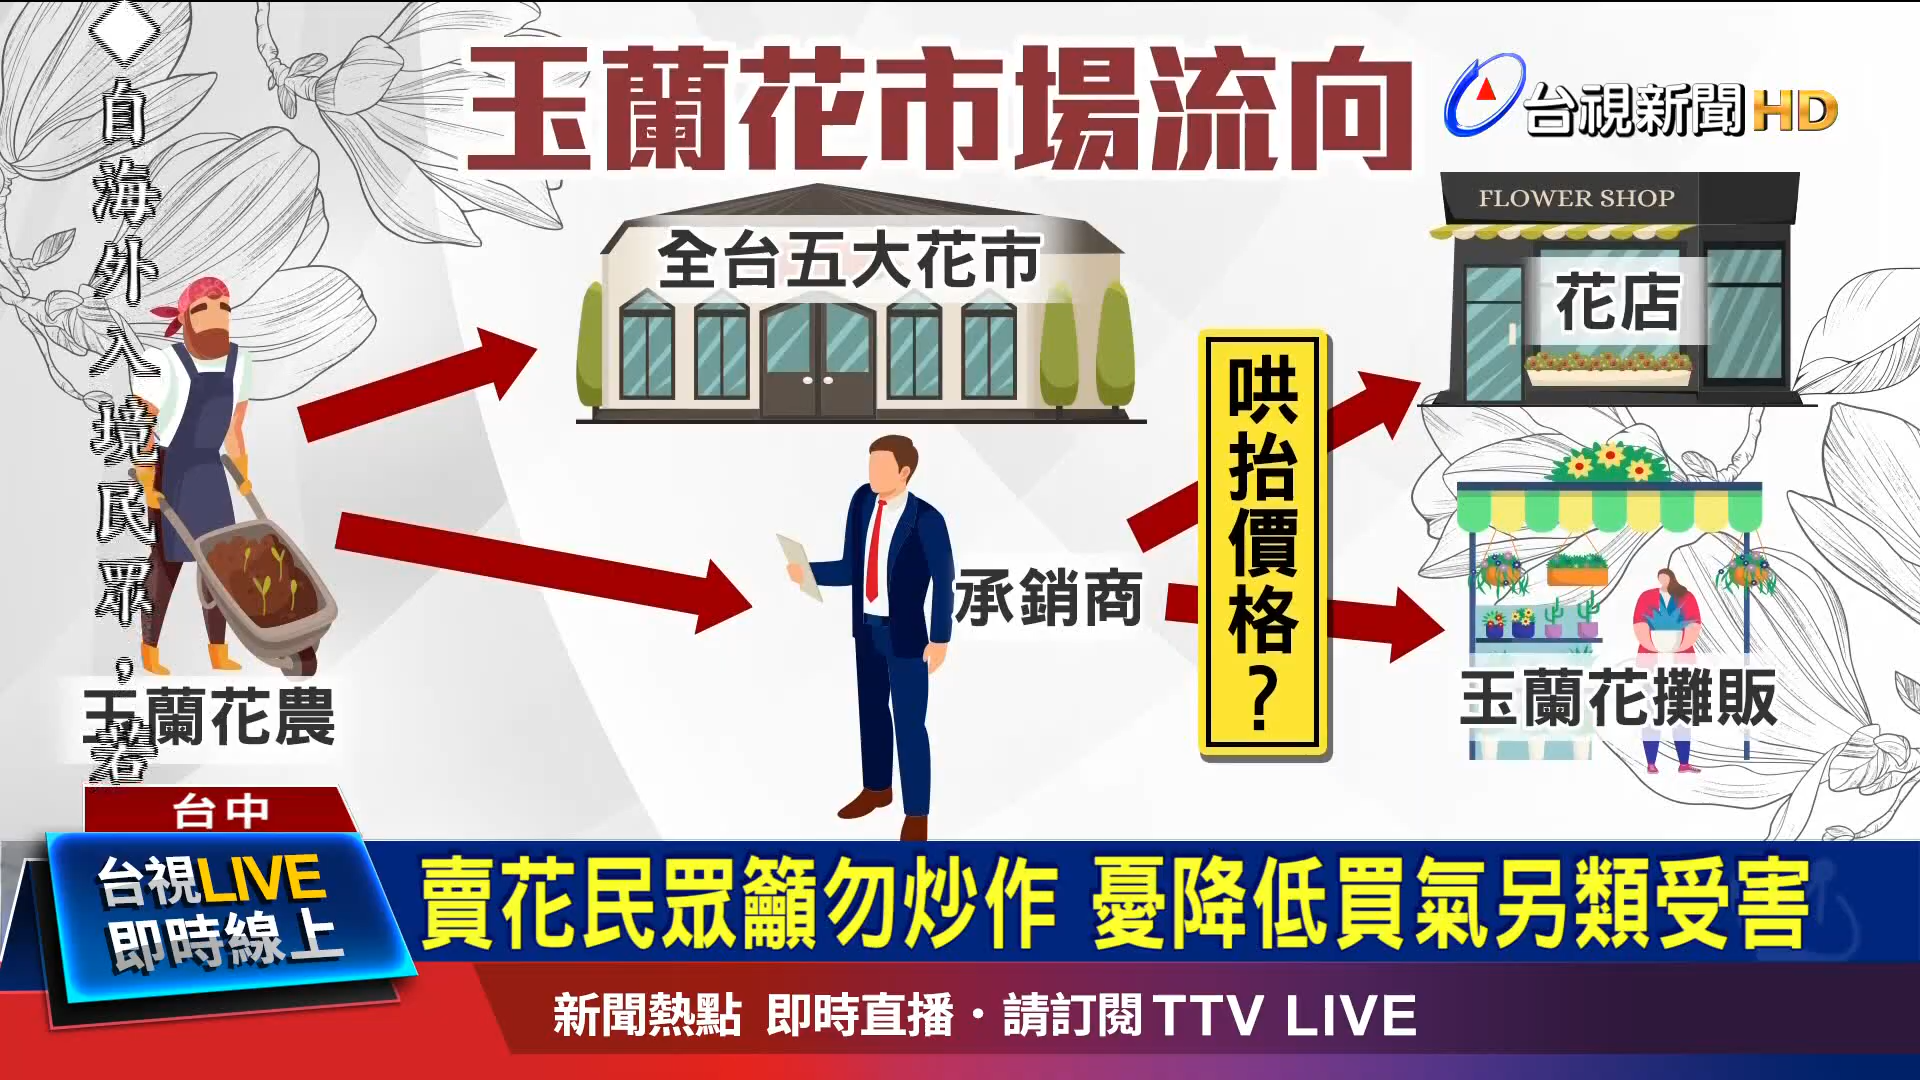 玉蘭花市場流向
台視新聞HD
◆自海外入境民眾，若
全台五大花市
FLOWER SHOP
花店
哄抬價格？
承銷商
玉蘭花農
玉蘭花攤販
台中
台視LIVE
即時線上
賣花民眾籲勿炒作 憂降低買氣另類受害
新聞熱點 即時直播・請訂閱TTV LIVE